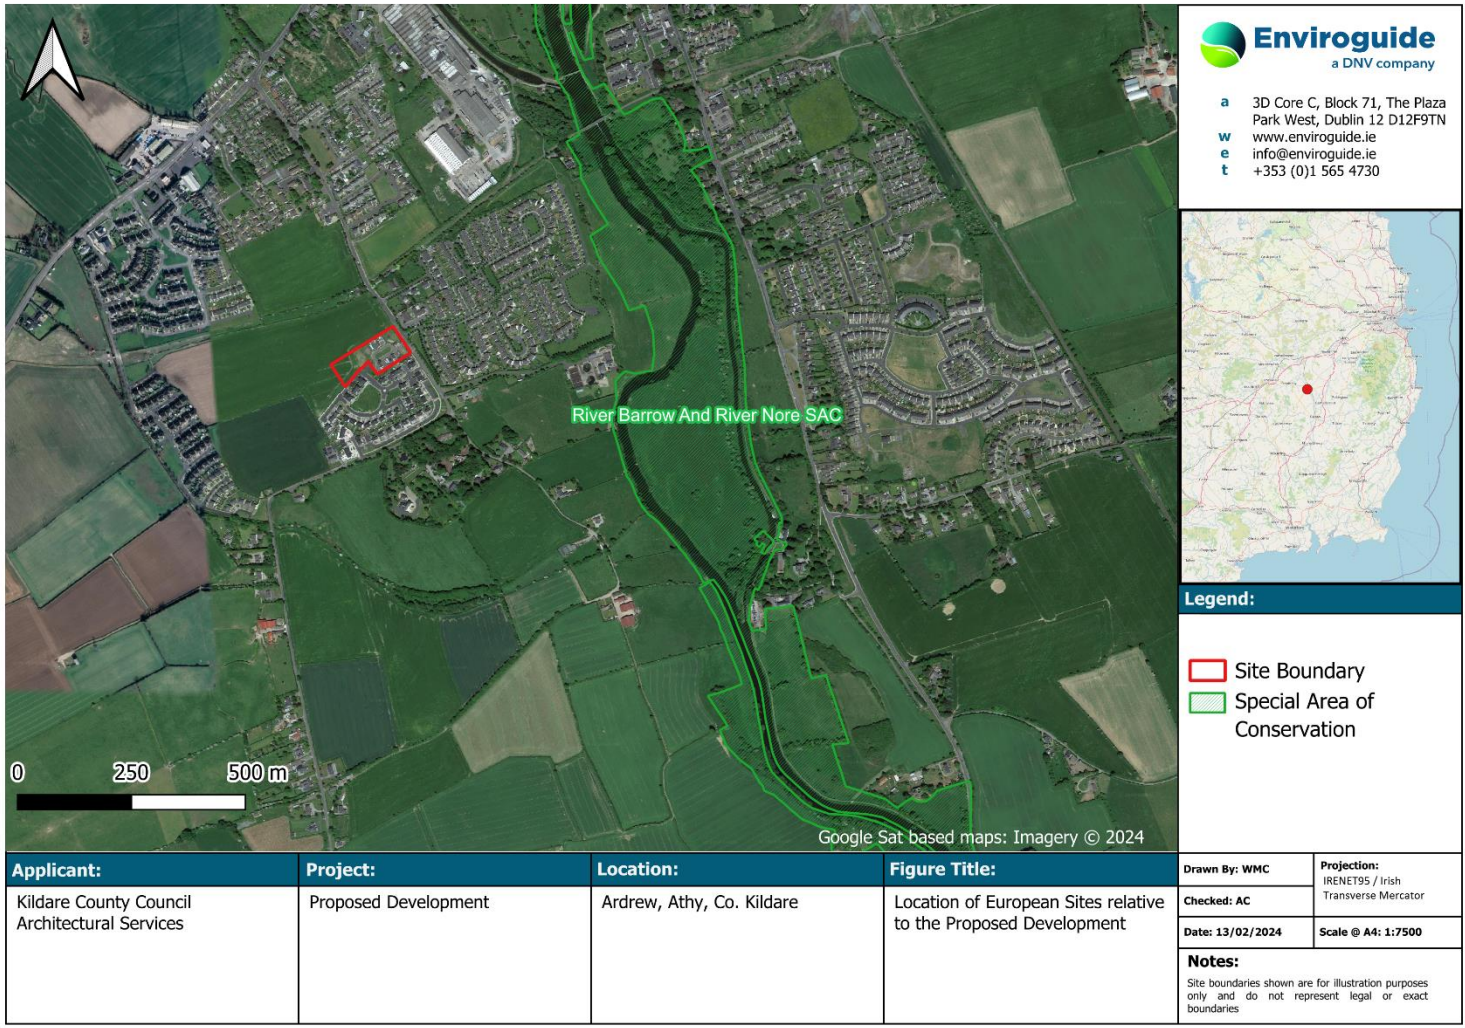 Enviroguide
a DNV company
a 3D Core C, Block 71, The Plaza
Park West, Dublin 12 D12F9TN
w www.enviroguide.ie
e info@enviroguide.ie
t +353 (0)1 565 4730
River Barrow And River Nore SAC
0 250 500 m
Google Sat based maps: Imagery © 2024
Legend:
Site Boundary
Special Area of
Conservation
Applicant:
Kildare County Council
Architectural Services
Project:
Proposed Development
Location:
Ardrew, Athy, Co. Kildare
Figure Title:
Location of European Sites relative
to the Proposed Development
Drawn By: WMC
Checked: AC
Date: 13/02/2024
Projection:
IRENET95 / Irish
Transverse Mercator
Scale @ A4: 1:7500
Notes:
Site boundaries shown are for illustration purposes
only and do not represent legal or exact
boundaries